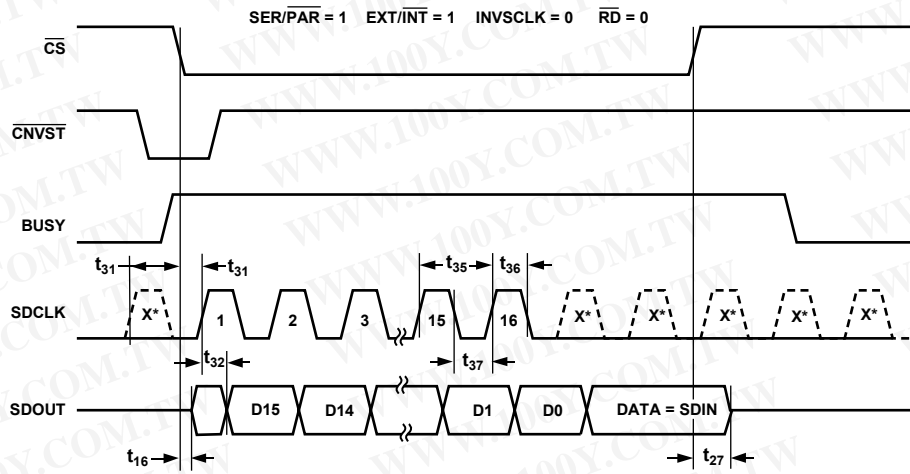 SER/PAR = 1 EXT/INT = 1 INVSCLK = 0 RD = 0
CS
CNVST
BUSY
t31 t31 t35 t36
SDCLK
X* 1 2 3 15 16 X* X* X* X* X*
t32 t37
SDOUT
D15 D14 D1 D0 DATA = SDIN
t16 t27
WWW.100Y.COM.TW